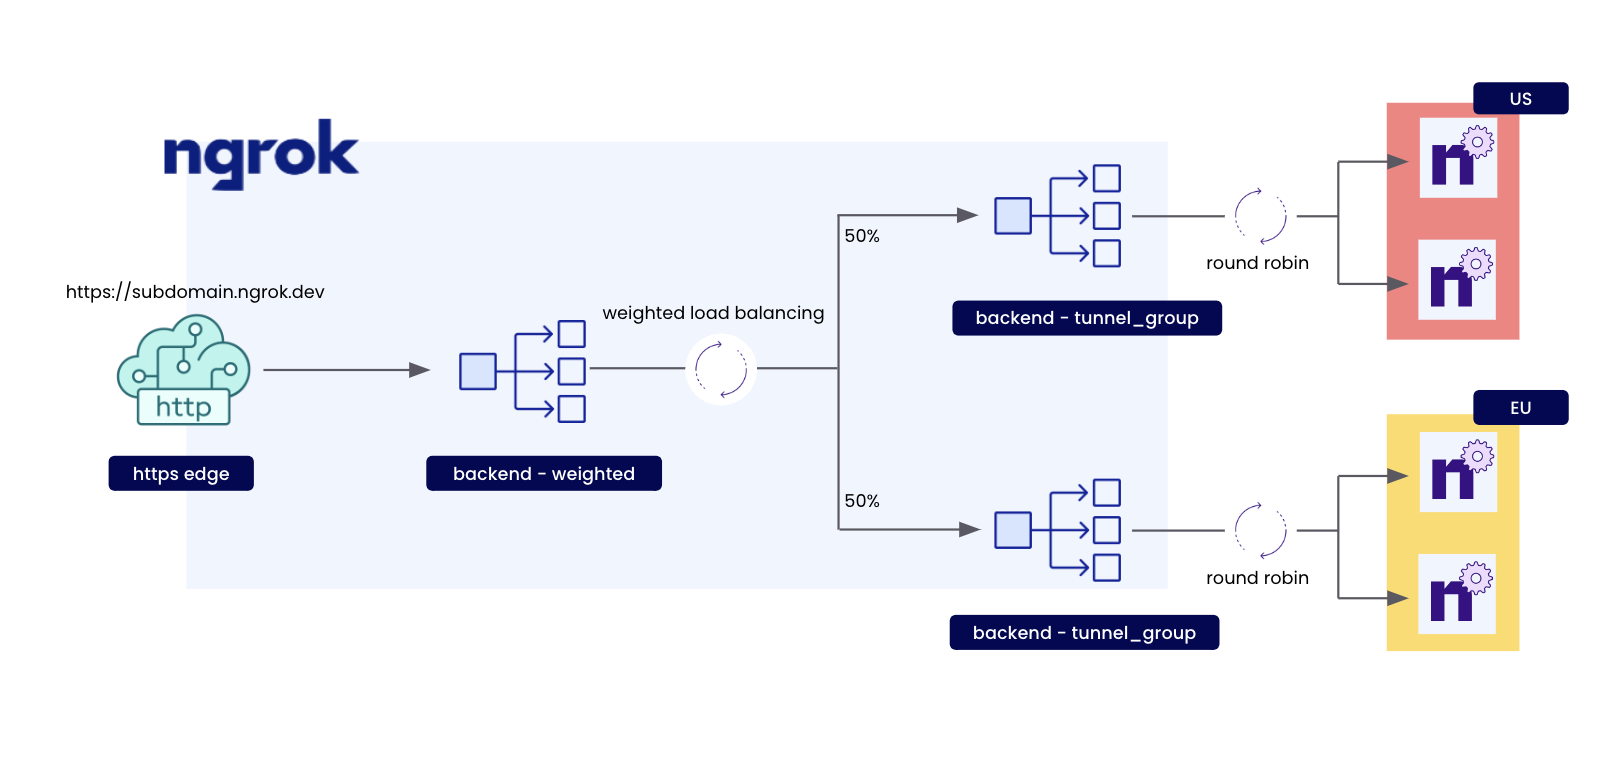 ngrok
https://subdomain.ngrok.dev
http
https edge
backend - weighted
weighted load balancing
50%
50%
backend - tunnel_group
round robin
US
n
n
backend - tunnel_group
round robin
EU
n
n